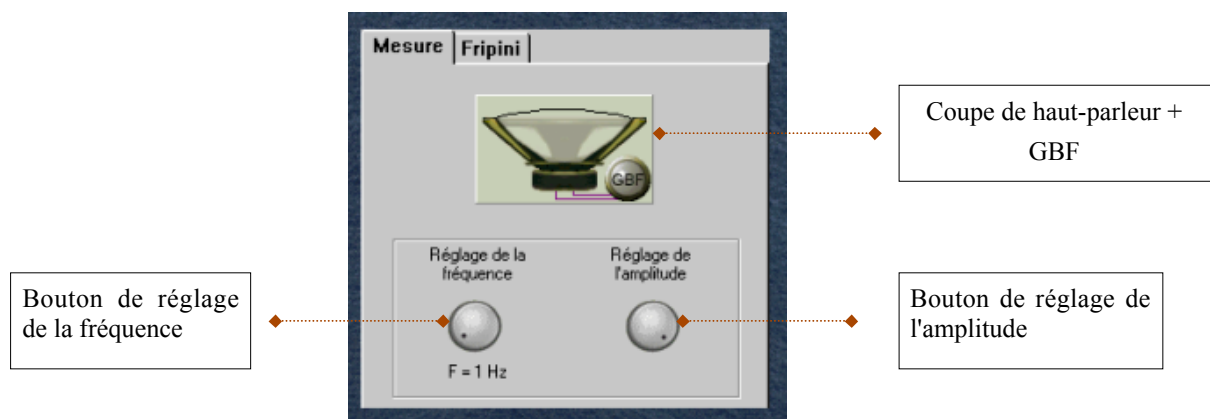 Mesure Fripini
Coupe de haut-parleur +
GBF
GBF
Réglage de la
fréquence
Réglage de
l'amplitude
Bouton de réglage
de la fréquence
Bouton de réglage de
l'amplitude
F = 1 Hz